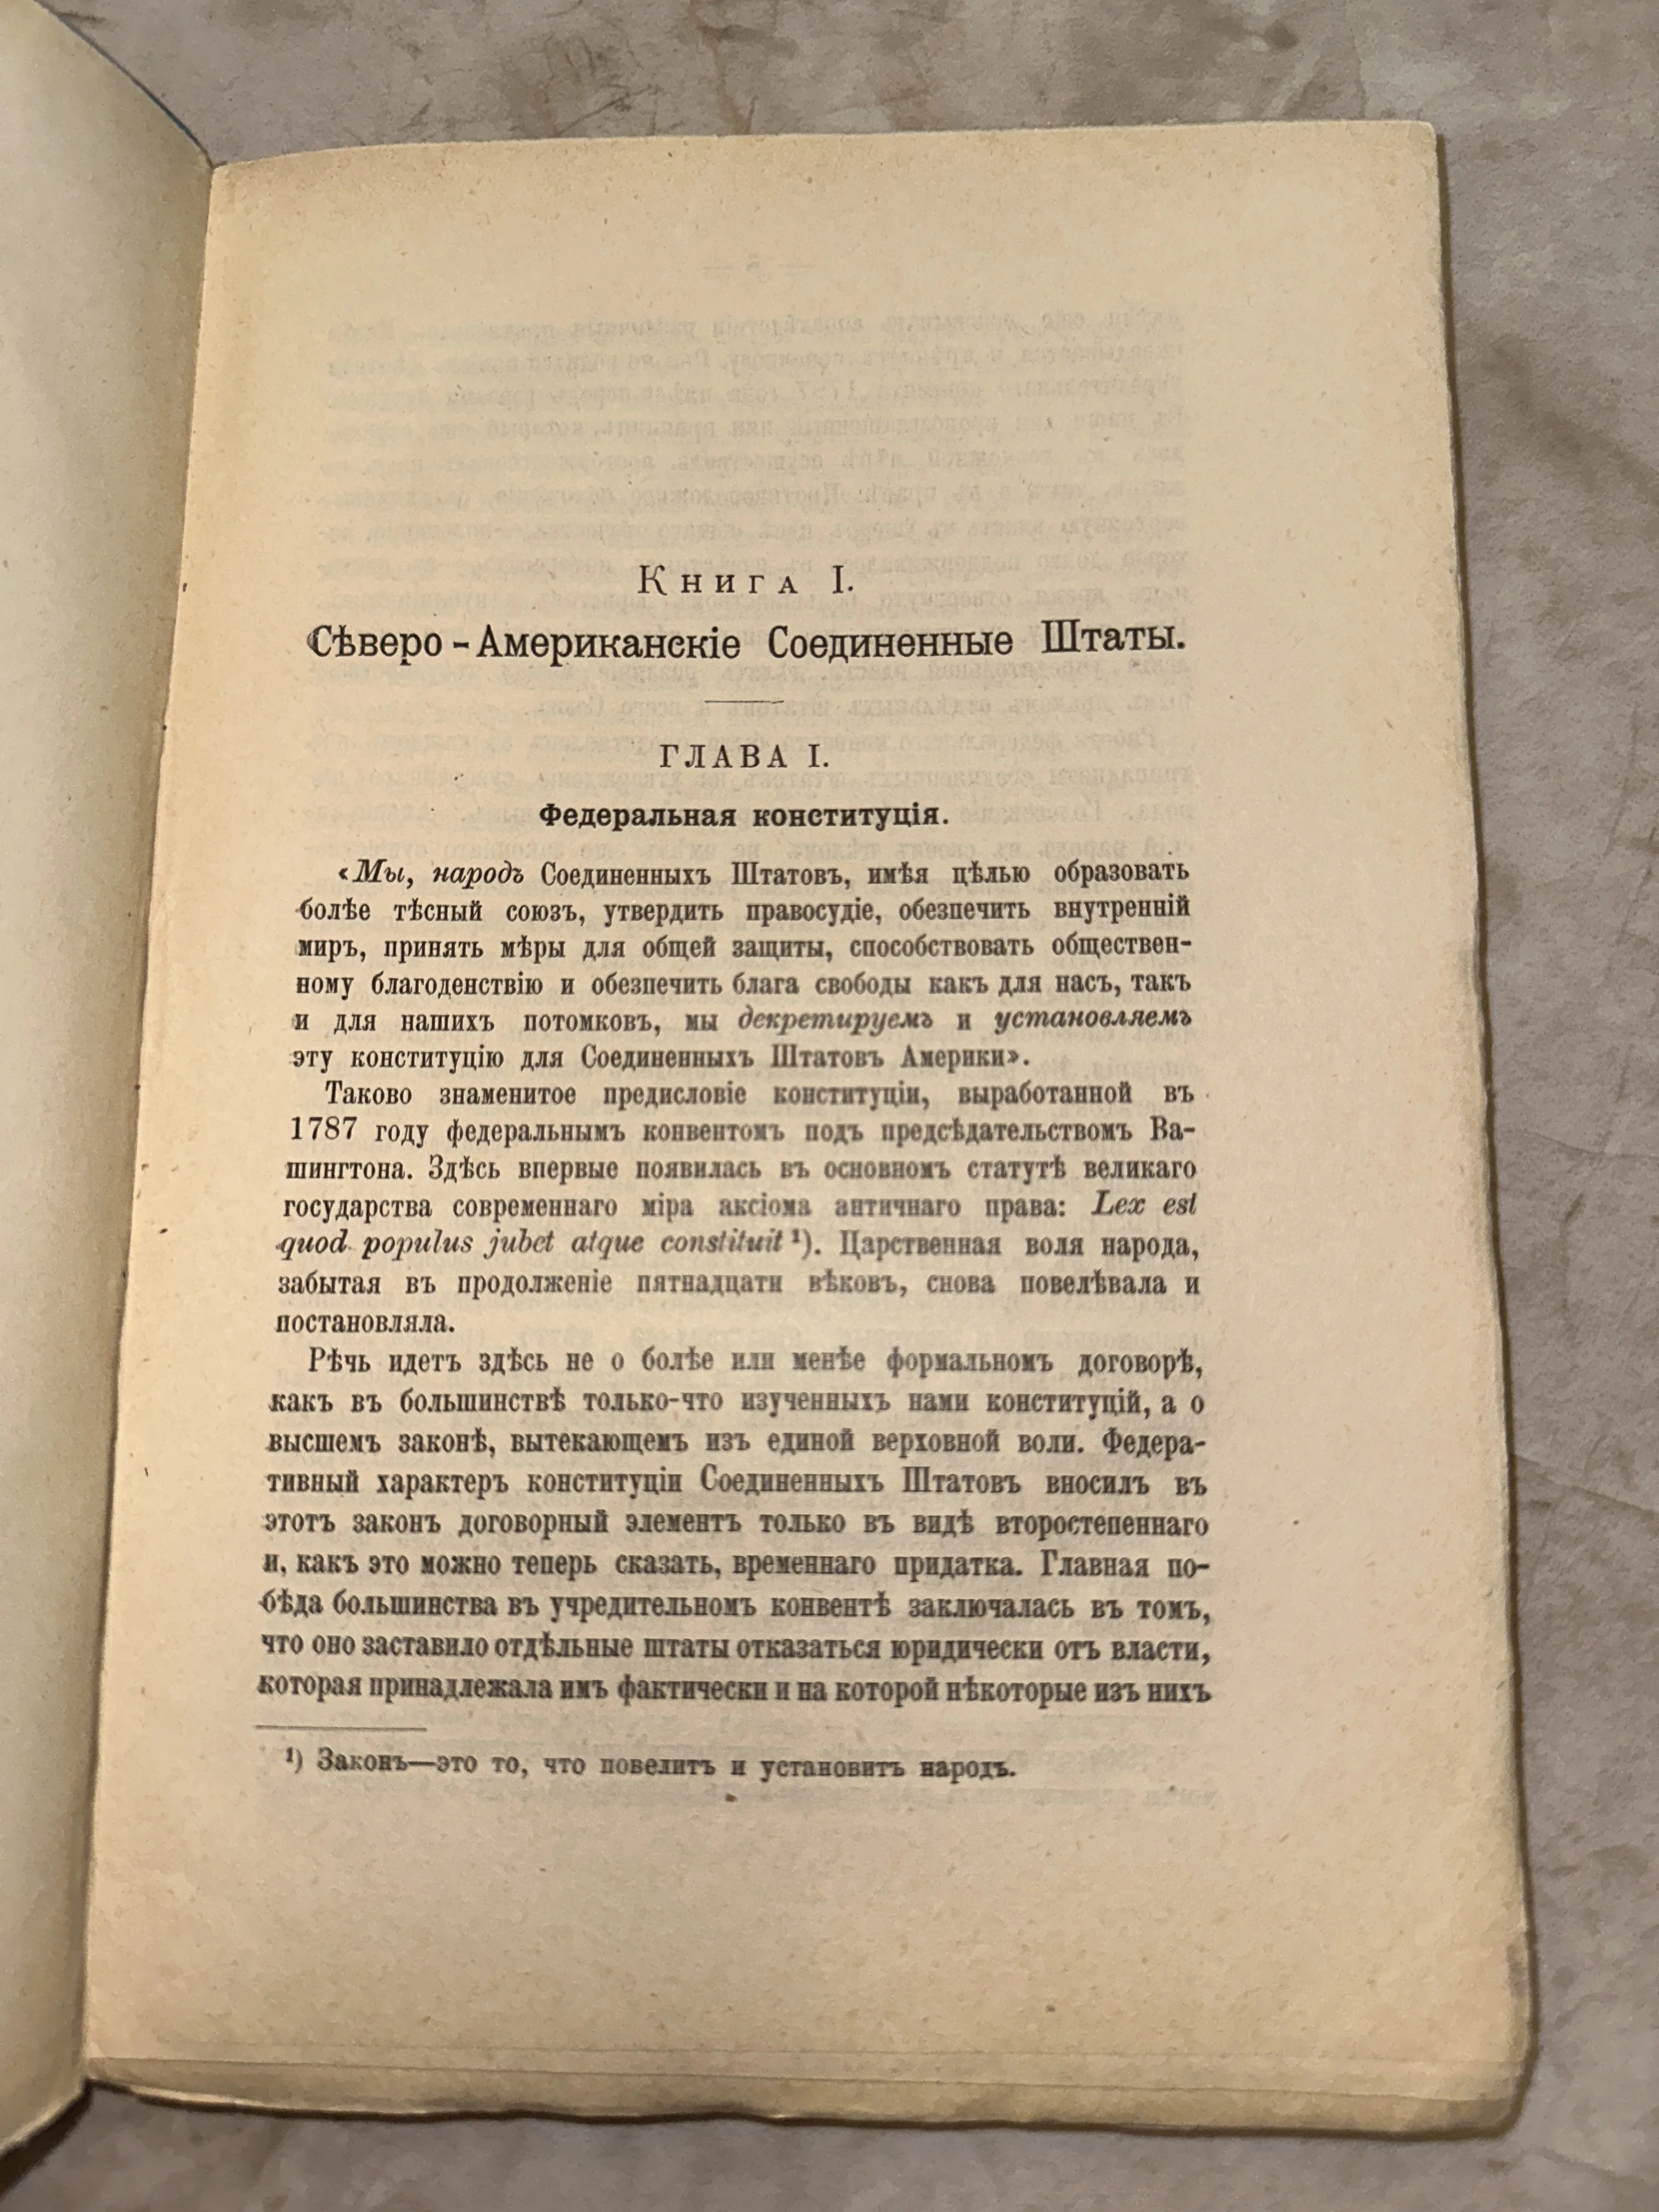 Книга I.
Сѣверо-Американскіе Соединенные Штаты.
ГЛАВА I.
Федеральная конституція.
«Мы, народъ Соединенныхъ Штатовъ, имѣя цѣлью образовать
болѣе тѣсный союзъ, утвердить правосудіе, обезпечить внутренній
миръ, принять мѣры для общей защиты, способствовать обществен-
ному благоденствію и обезпечить блага свободы какъ для насъ, такъ
и для нашихъ потомковъ, мы декретируемъ и установляемъ
эту конституцію для Соединенныхъ Штатовъ Америки».
Таково знаменитое предисловіе конституціи, выработанной въ
1787 году федеральнымъ конвентомъ подъ предсѣдательствомъ Ва-
шингтона. Здѣсь впервые появилась въ основномъ статутѣ великаго
государства современнаго міра аксіома античнаго права: Lex est
quod populus jubet atque constituit ¹). Царственная воля народа,
забытая въ продолженіе пятнадцати вѣковъ, снова повелѣвала и
постановляла.
Рѣчь идетъ здѣсь не о болѣе или менѣе формальномъ договорѣ,
какъ въ большинствѣ только-что изученныхъ нами конституцій, а о
высшемъ законѣ, вытекающемъ изъ единой верховной воли. Федера-
тивный характеръ конституціи Соединенныхъ Штатовъ вносилъ въ
этотъ законъ договорный элементъ только въ видѣ второстепеннаго
и, какъ это можно теперь сказать, временнаго придатка. Главная по-
бѣда большинства въ учредительномъ конвентѣ заключалась въ томъ,
что оно заставило отдѣльные штаты отказаться юридически отъ власти,
которая принадлежала имъ фактически и на которой нѣкоторые изъ нихъ
¹) Законъ—это то, что повелитъ и установитъ народъ.